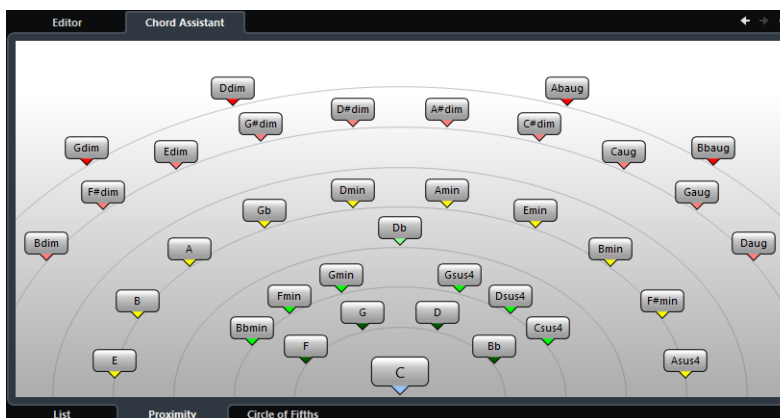 Editor Chord Assistant
Ddim Abaug
D#dim A#dim
G#dim C#dim
Gdim Edim Caug Bbaug
F#dim Dmin Amin Gaug
Gb Emin
Bdim A Db Bmin Daug
Gmin Gsus4
B Fmin Dsus4 F#min
G D
Bbmin Csus4
E F Bb Asus4
C
List Proximity Circle of Fifths